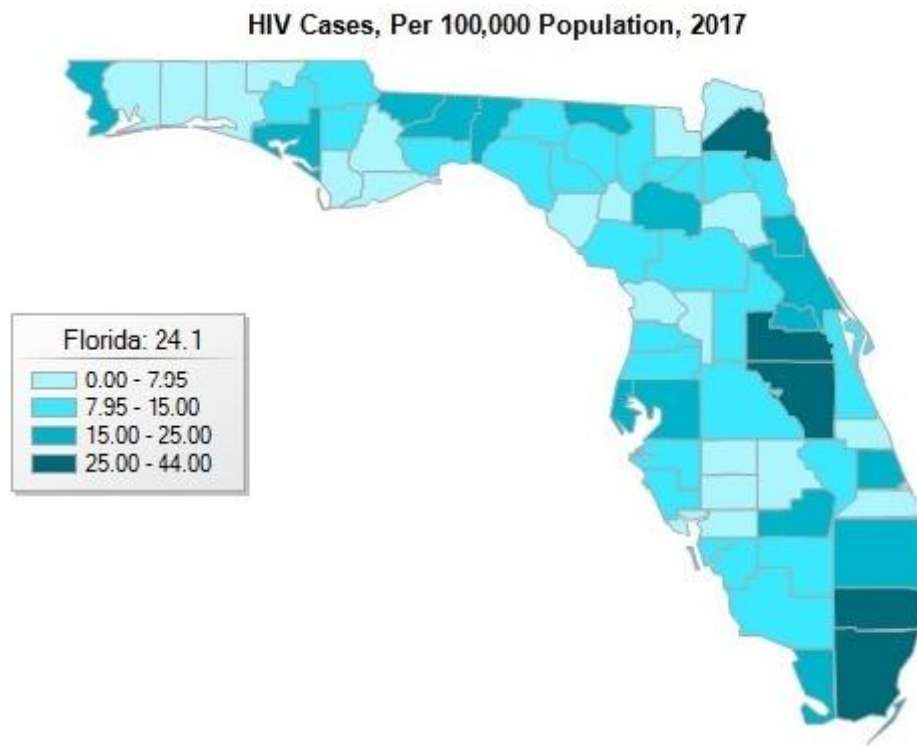 HIV Cases, Per 100,000 Population, 2017
Florida: 24.1
0.00 - 7.95
7.95 - 15.00
15.00 - 25.00
25.00 - 44.00